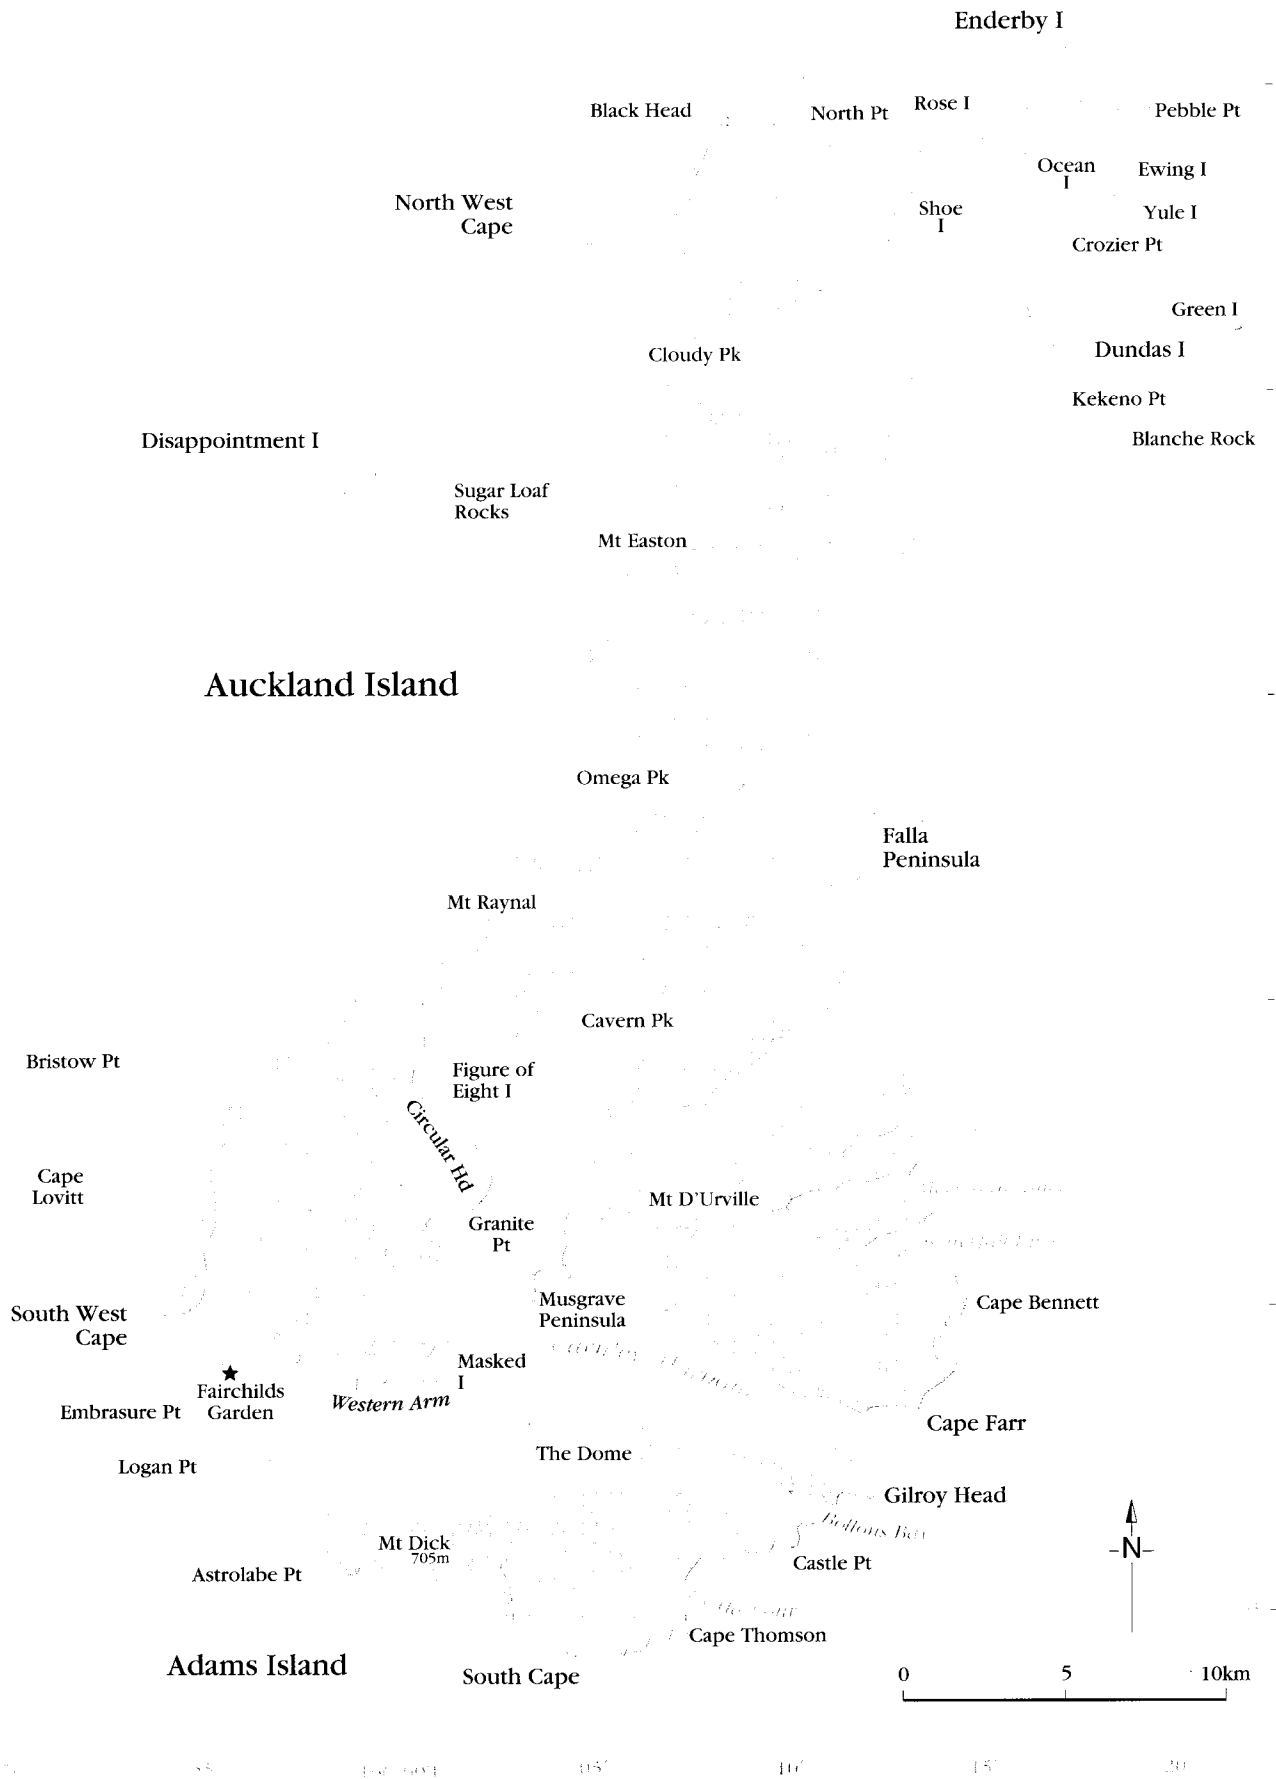 Enderby I
Black Head
North Pt
Rose I
Pebble Pt
Ocean
I
Ewing I
North West
Cape
Shoe
I
Yule I
Crozier Pt
Green I
Cloudy Pk
Dundas I
Kekeno Pt
Disappointment I
Blanche Rock
Sugar Loaf
Rocks
Mt Easton
Auckland Island
Omega Pk
Falla
Peninsula
Mt Raynal
Cavern Pk
Bristow Pt
Figure of
Eight I
Circular Hd
Cape
Lovitt
Mt D'Urville
Granite
Pt
South West
Cape
Musgrave
Peninsula
Cape Bennett
Masked
I
★
Fairchilds
Garden
Western Arm
Embrasure Pt
Cape Farr
The Dome
Logan Pt
Gilroy Head
Mt Dick
705m
Castle Pt
-N-
Astrolabe Pt
Cape Thomson
Adams Island
South Cape
0 5 10km
05'
10'
15'